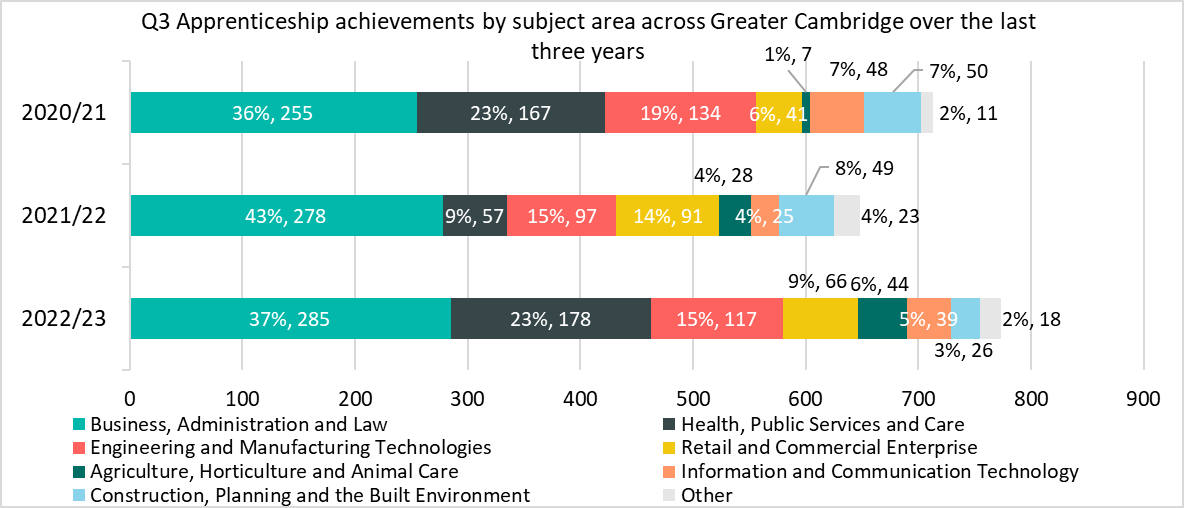 Q3 Apprenticeship achievements by subject area across Greater Cambridge over the last
three years
1%, 7
7%, 48
7%, 50
2020/21
36%, 255
23%, 167
19%, 134
6%, 41
2%, 11
4%, 28
8%, 49
2021/22
43%, 278
9%, 57
15%, 97
14%, 91
4%, 25
4%, 23
9%, 66
6%, 44
2022/23
37%, 285
23%, 178
15%, 117
5%, 39
2%, 18
3%, 26
0 100 200 300 400 500 600 700 800 900
Business, Administration and Law
Health, Public Services and Care
Engineering and Manufacturing Technologies
Retail and Commercial Enterprise
Agriculture, Horticulture and Animal Care
Information and Communication Technology
Construction, Planning and the Built Environment
Other